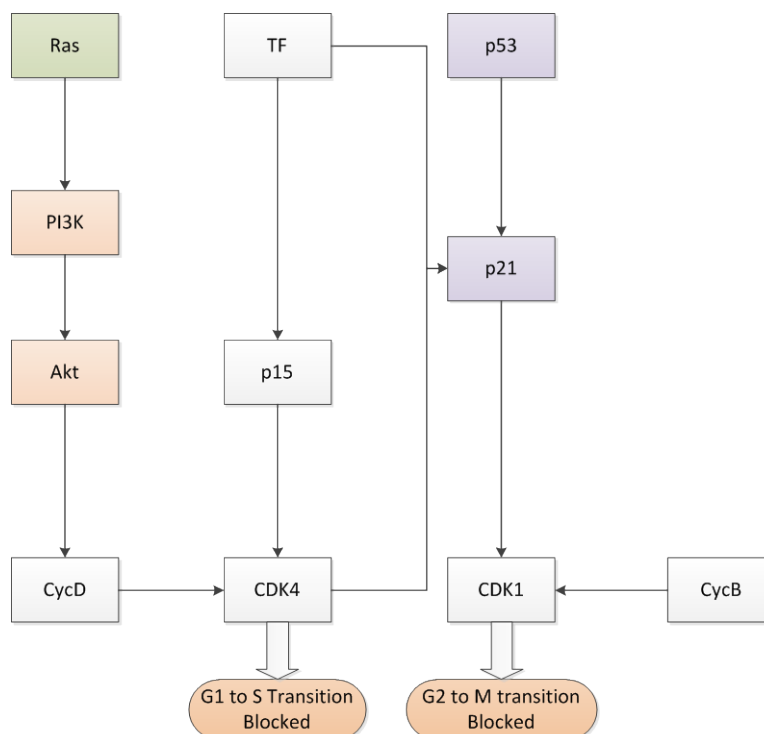 Ras
TF
p53
PI3K
p21
Akt
p15
CycD
CDK4
CDK1
CycB
G1 to S Transition
Blocked
G2 to M transition
Blocked